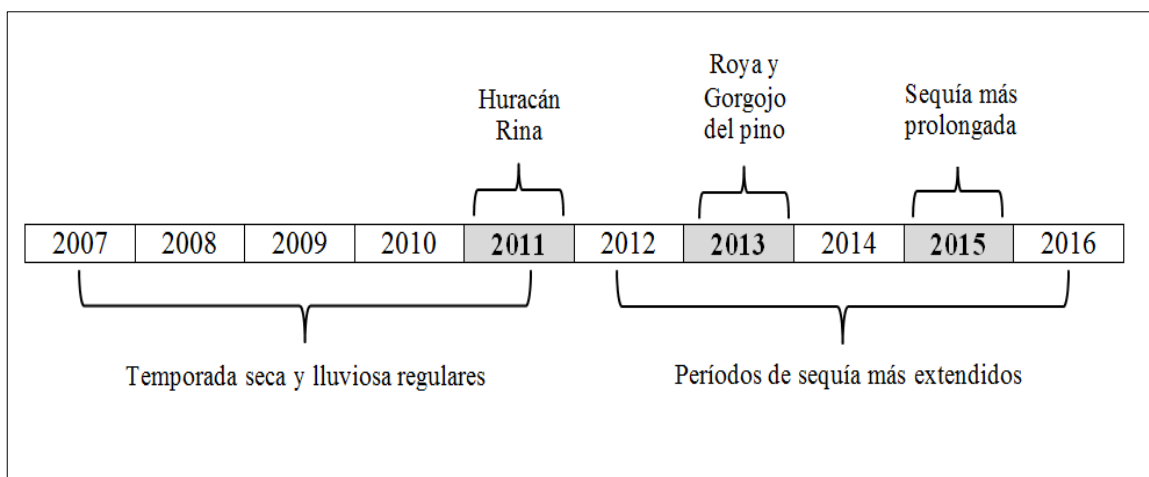 Huracán
Rina
Roya y
Gorgojo
del pino
Sequía más
prolongada
2007 2008 2009 2010 2011 2012 2013 2014 2015 2016
Temporada seca y lluviosa regulares
Períodos de sequía más extendidos